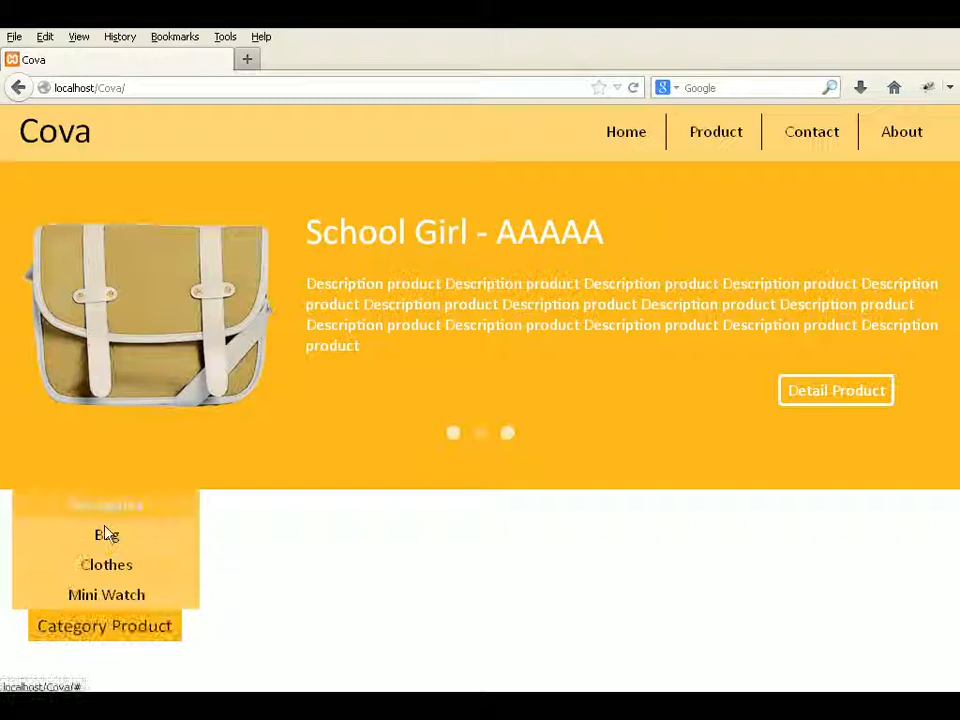 File Edit View History Bookmarks Tools Help
Cova
localhost/Cova/
Google
Cova
Home Product Contact About
School Girl - AAAAA
Description product Description product Description product Description product Description
product Description product Description product Description product Description product
Description product Description product Description product Description product Description
product
Detail Product
Bag
Clothes
Mini Watch
Category Product
localhost/Cova/#